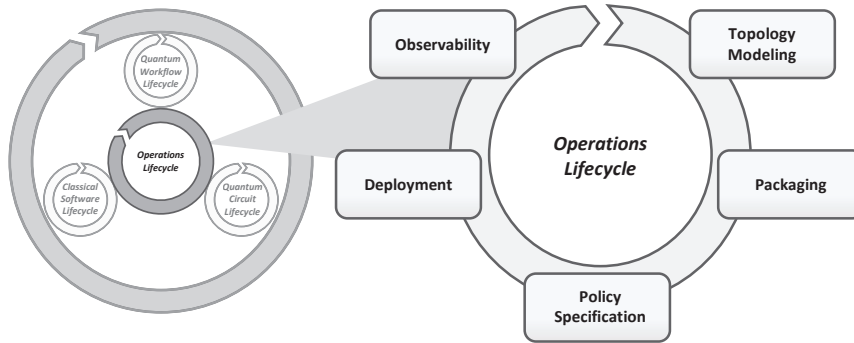 Quantum
Workflow
Lifecycle
Operations
Lifecycle
Classical
Software
Lifecycle
Quantum
Circuit
Lifecycle
Observability
Topology
Modeling
Operations
Lifecycle
Deployment
Packaging
Policy
Specification